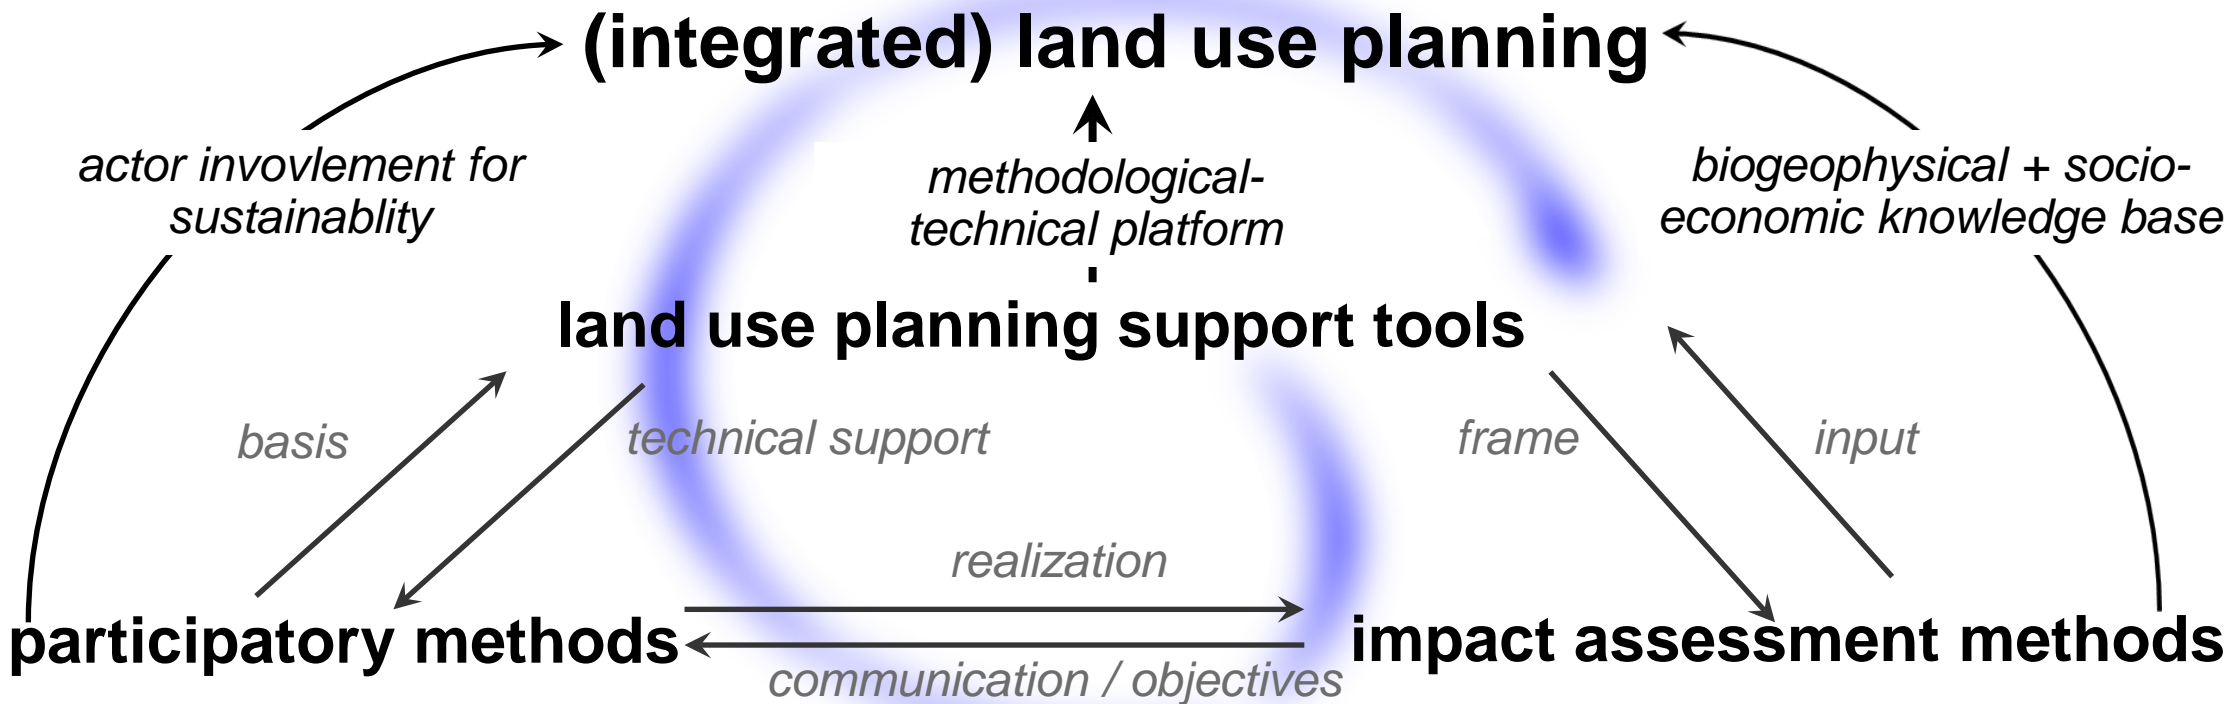 (integrated) land use planning
actor invovlement for
sustainablity
methodological-
technical platform
biogeophysical + socio-
economic knowledge base
land use planning support tools
basis
technical support
frame
input
realization
participatory methods
impact assessment methods
communication / objectives